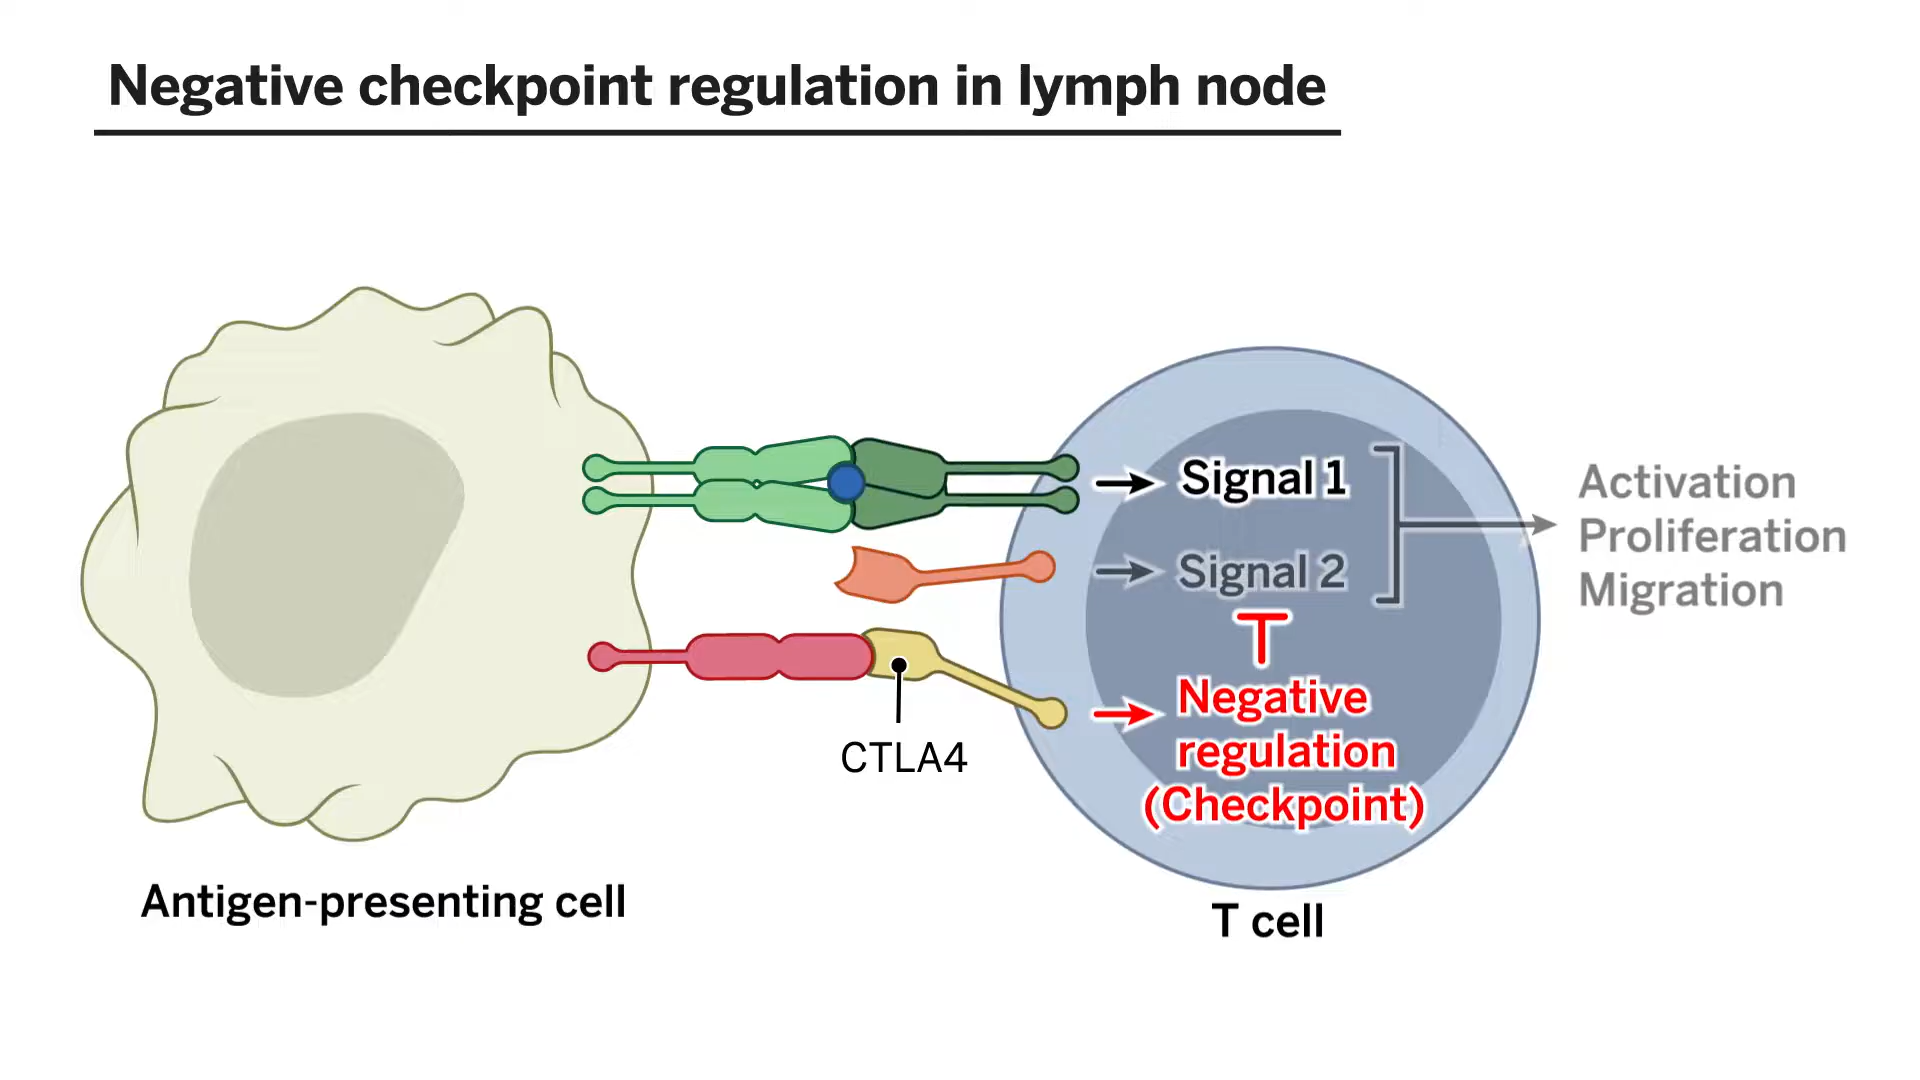 Negative checkpoint regulation in lymph node
Signal 1
Signal 2
Activation
Proliferation
Migration
Negative
regulation
(Checkpoint)
CTLA4
Antigen-presenting cell
T cell